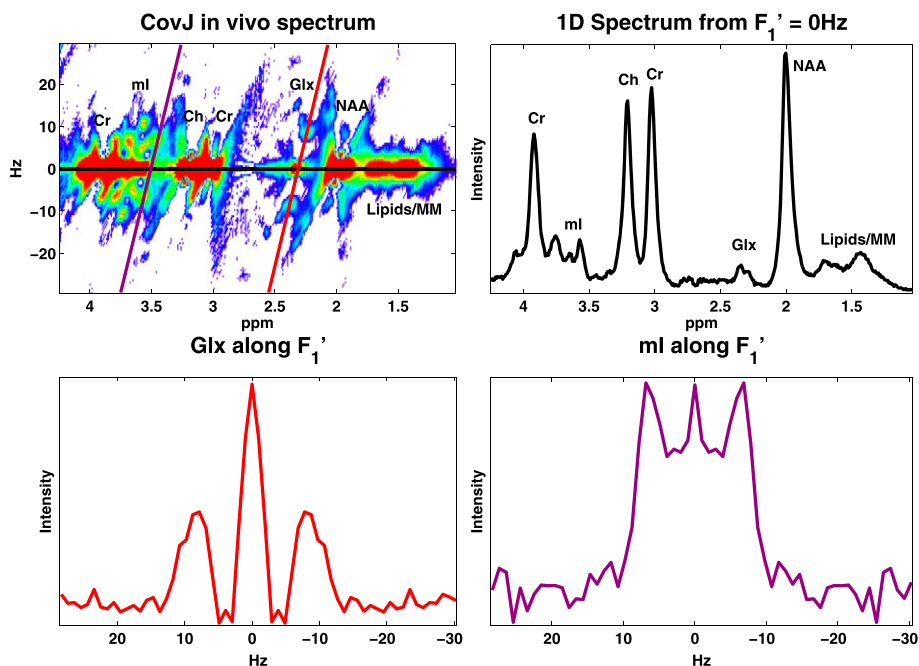 CovJ in vivo spectrum
1D Spectrum from F1’ = 0Hz
Hz
20
10
0
−10
−20
Cr
mI
Ch
Cr
Glx
NAA
Lipids/MM
4
3.5
3
2.5
2
1.5
ppm
Intensity
Cr
mI
Ch
Cr
Glx
NAA
Lipids/MM
4
3.5
3
2.5
2
1.5
ppm
Glx along F1’
mI along F1’
Intensity
20
10
0
−10
−20
−30
Hz
Intensity
20
10
0
−10
−20
−30
Hz